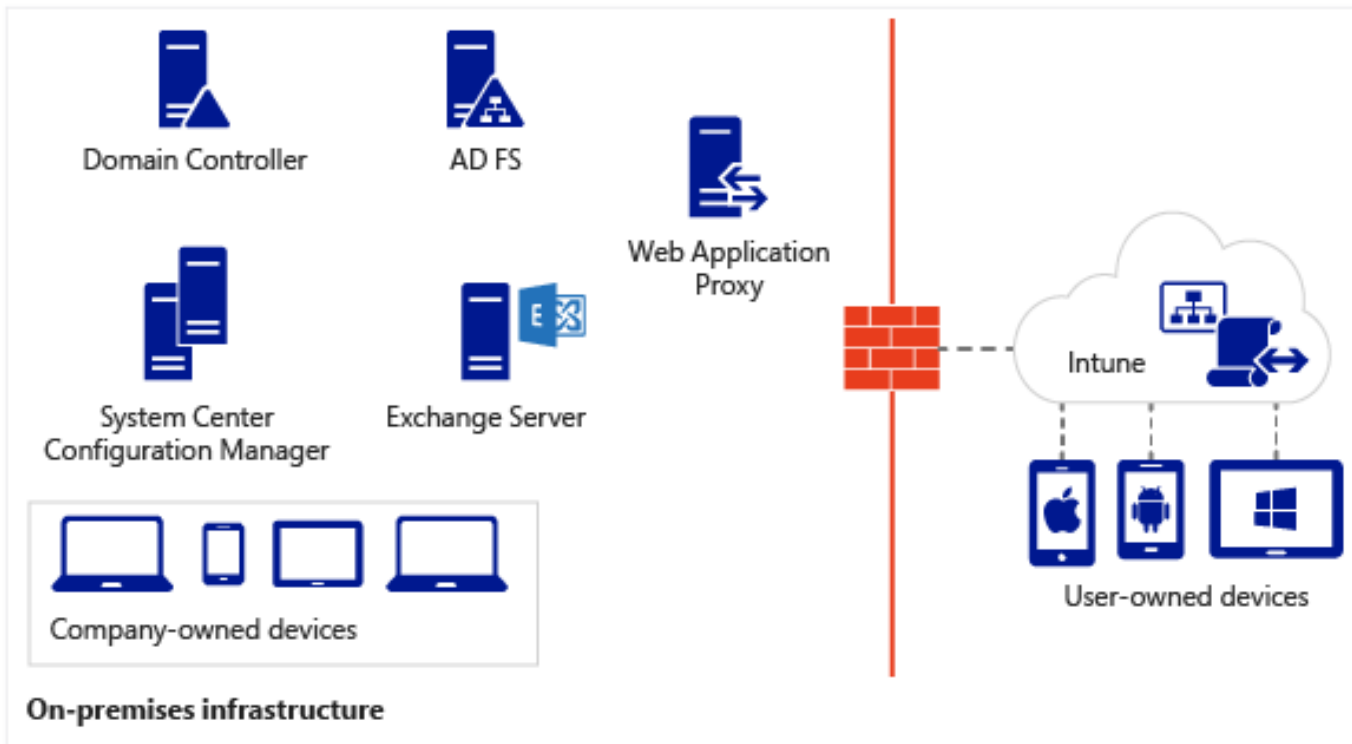 Domain Controller
AD FS
Web Application
Proxy
System Center
Configuration Manager
E
Exchange Server
Intune
Company-owned devices
User-owned devices
On-premises infrastructure